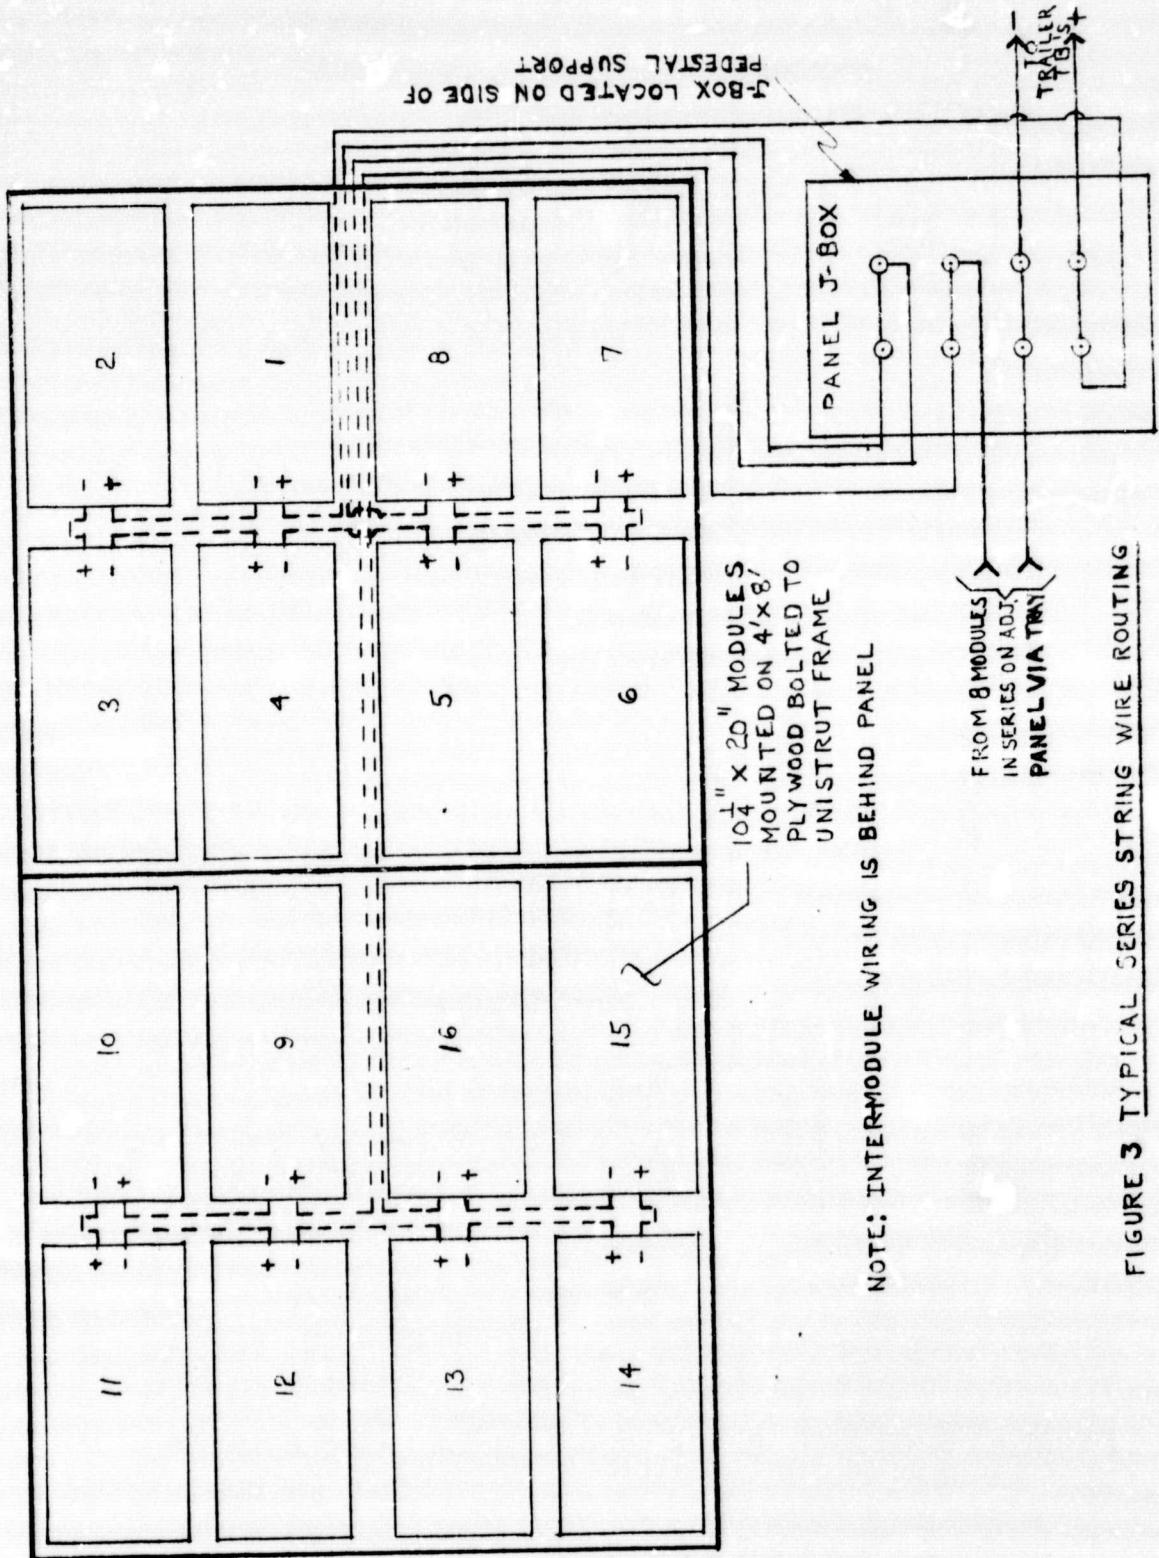 J-BOX LOCATED ON SIDE OF
PEDESTAL SUPPORT
2
1
8
7
- +
- +
- +
- +
+ -
+ -
+ -
+ -
3
4
5
6
10
9
16
15
- +
- +
- +
- +
+ -
+ -
+ -
+ -
11
12
13
14
PANEL J-BOX
-
TO
TRAILER
TB'S
+
10 1/4" X 20" MODULES
MOUNTED ON 4'X8'
PLYWOOD BOLTED TO
UNISTRUT FRAME
FROM 8 MODULES
IN SERIES ON ADJ.
PANEL VIA TRAY
NOTE: INTERMODULE WIRING IS BEHIND PANEL
FIGURE 3 TYPICAL SERIES STRING WIRE ROUTING